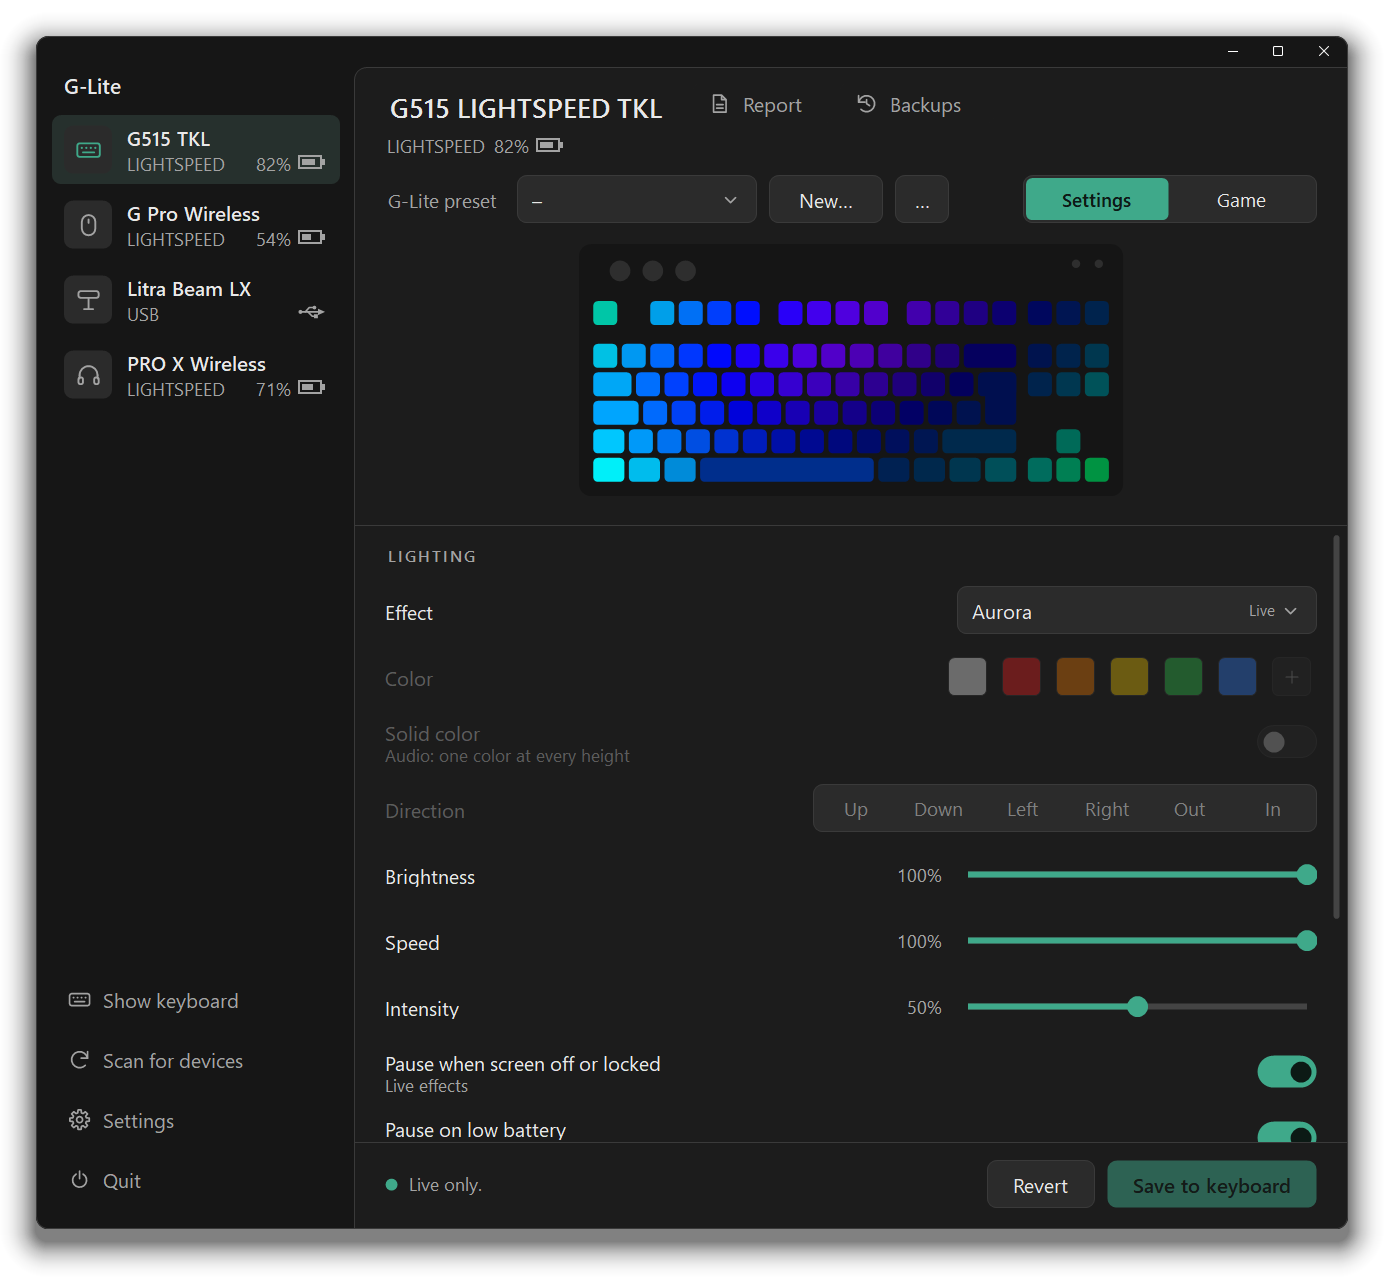 G-Lite
G515 TKL
LIGHTSPEED 82%
G Pro Wireless
LIGHTSPEED 54%
Litra Beam LX
USB
PRO X Wireless
LIGHTSPEED 71%
Show keyboard
Scan for devices
Settings
Quit
G515 LIGHTSPEED TKL
Report
Backups
LIGHTSPEED 82%
G-Lite preset
–
New...
...
Settings
Game
LIGHTING
Effect
Aurora
Live
Color
+
Solid color
Audio: one color at every height
Direction
Up Down Left Right Out In
Brightness
100%
Speed
100%
Intensity
50%
Pause when screen off or locked
Live effects
Pause on low battery
Live only.
Revert
Save to keyboard